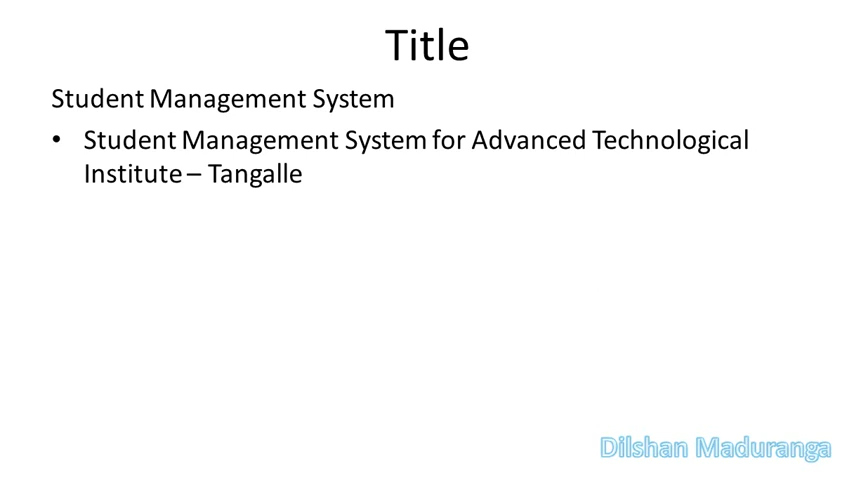 Title
Student Management System
• Student Management System for Advanced Technological
Institute – Tangalle
Dilshan Maduranga